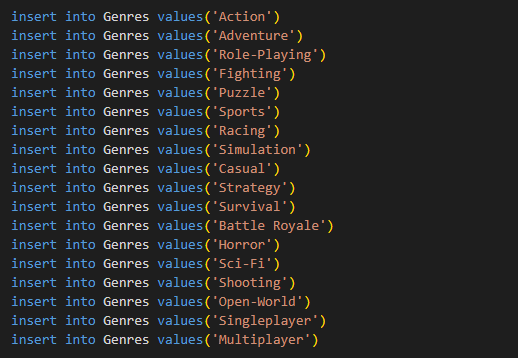 insert into Genres values('Action')
insert into Genres values('Adventure')
insert into Genres values('Role-Playing')
insert into Genres values('Fighting')
insert into Genres values('Puzzle')
insert into Genres values('Sports')
insert into Genres values('Racing')
insert into Genres values('Simulation')
insert into Genres values('Casual')
insert into Genres values('Strategy')
insert into Genres values('Survival')
insert into Genres values('Battle Royale')
insert into Genres values('Horror')
insert into Genres values('Sci-Fi')
insert into Genres values('Shooting')
insert into Genres values('Open-World')
insert into Genres values('Singleplayer')
insert into Genres values('Multiplayer')